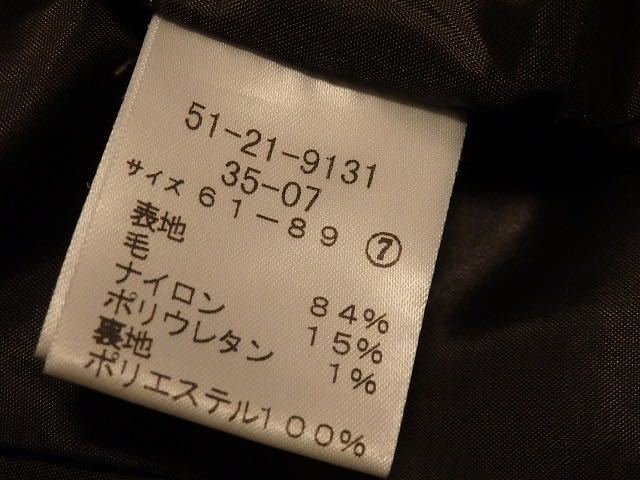 51-21-9131
35-07
サイズ 61-89 ⑦
表地
毛 84%
ナイロン 15%
ポリウレタン 1%
裏地
ポリエステル100%